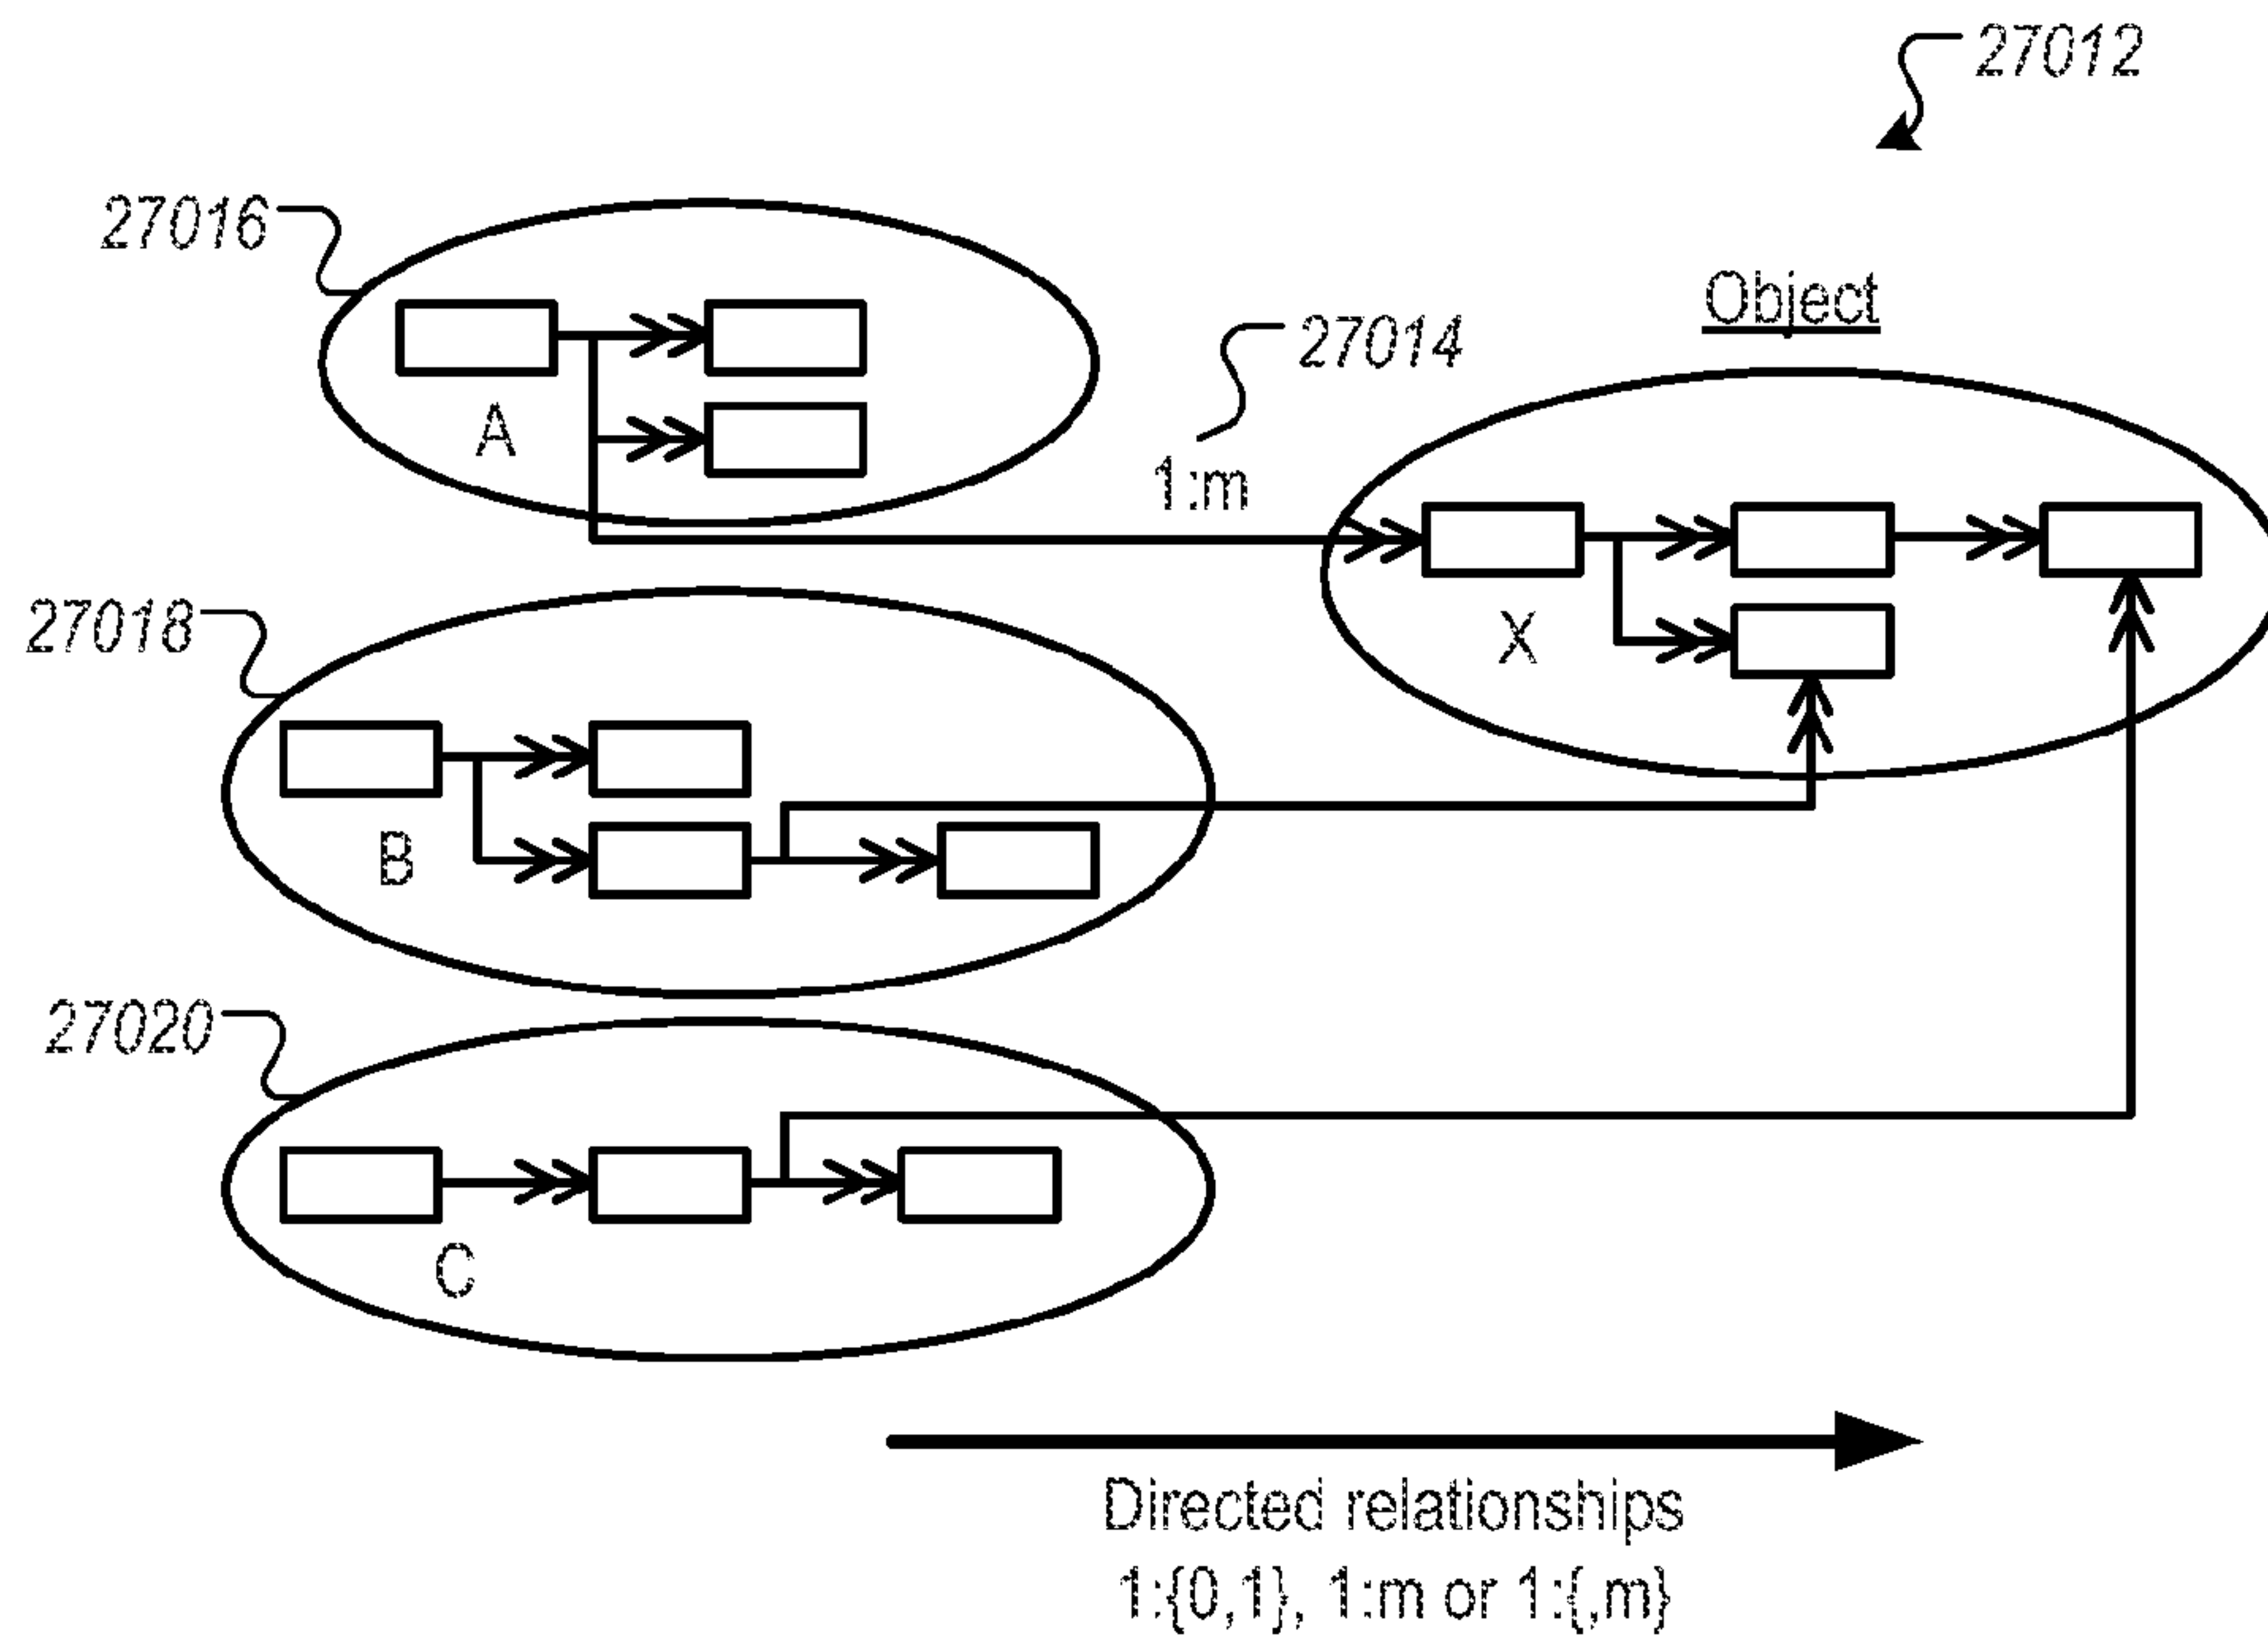 27012
27016
Object
27014
A
1:m
27018
X
B
27020
C
Directed relationships
1:{0,1}, 1:m or 1:{,m}